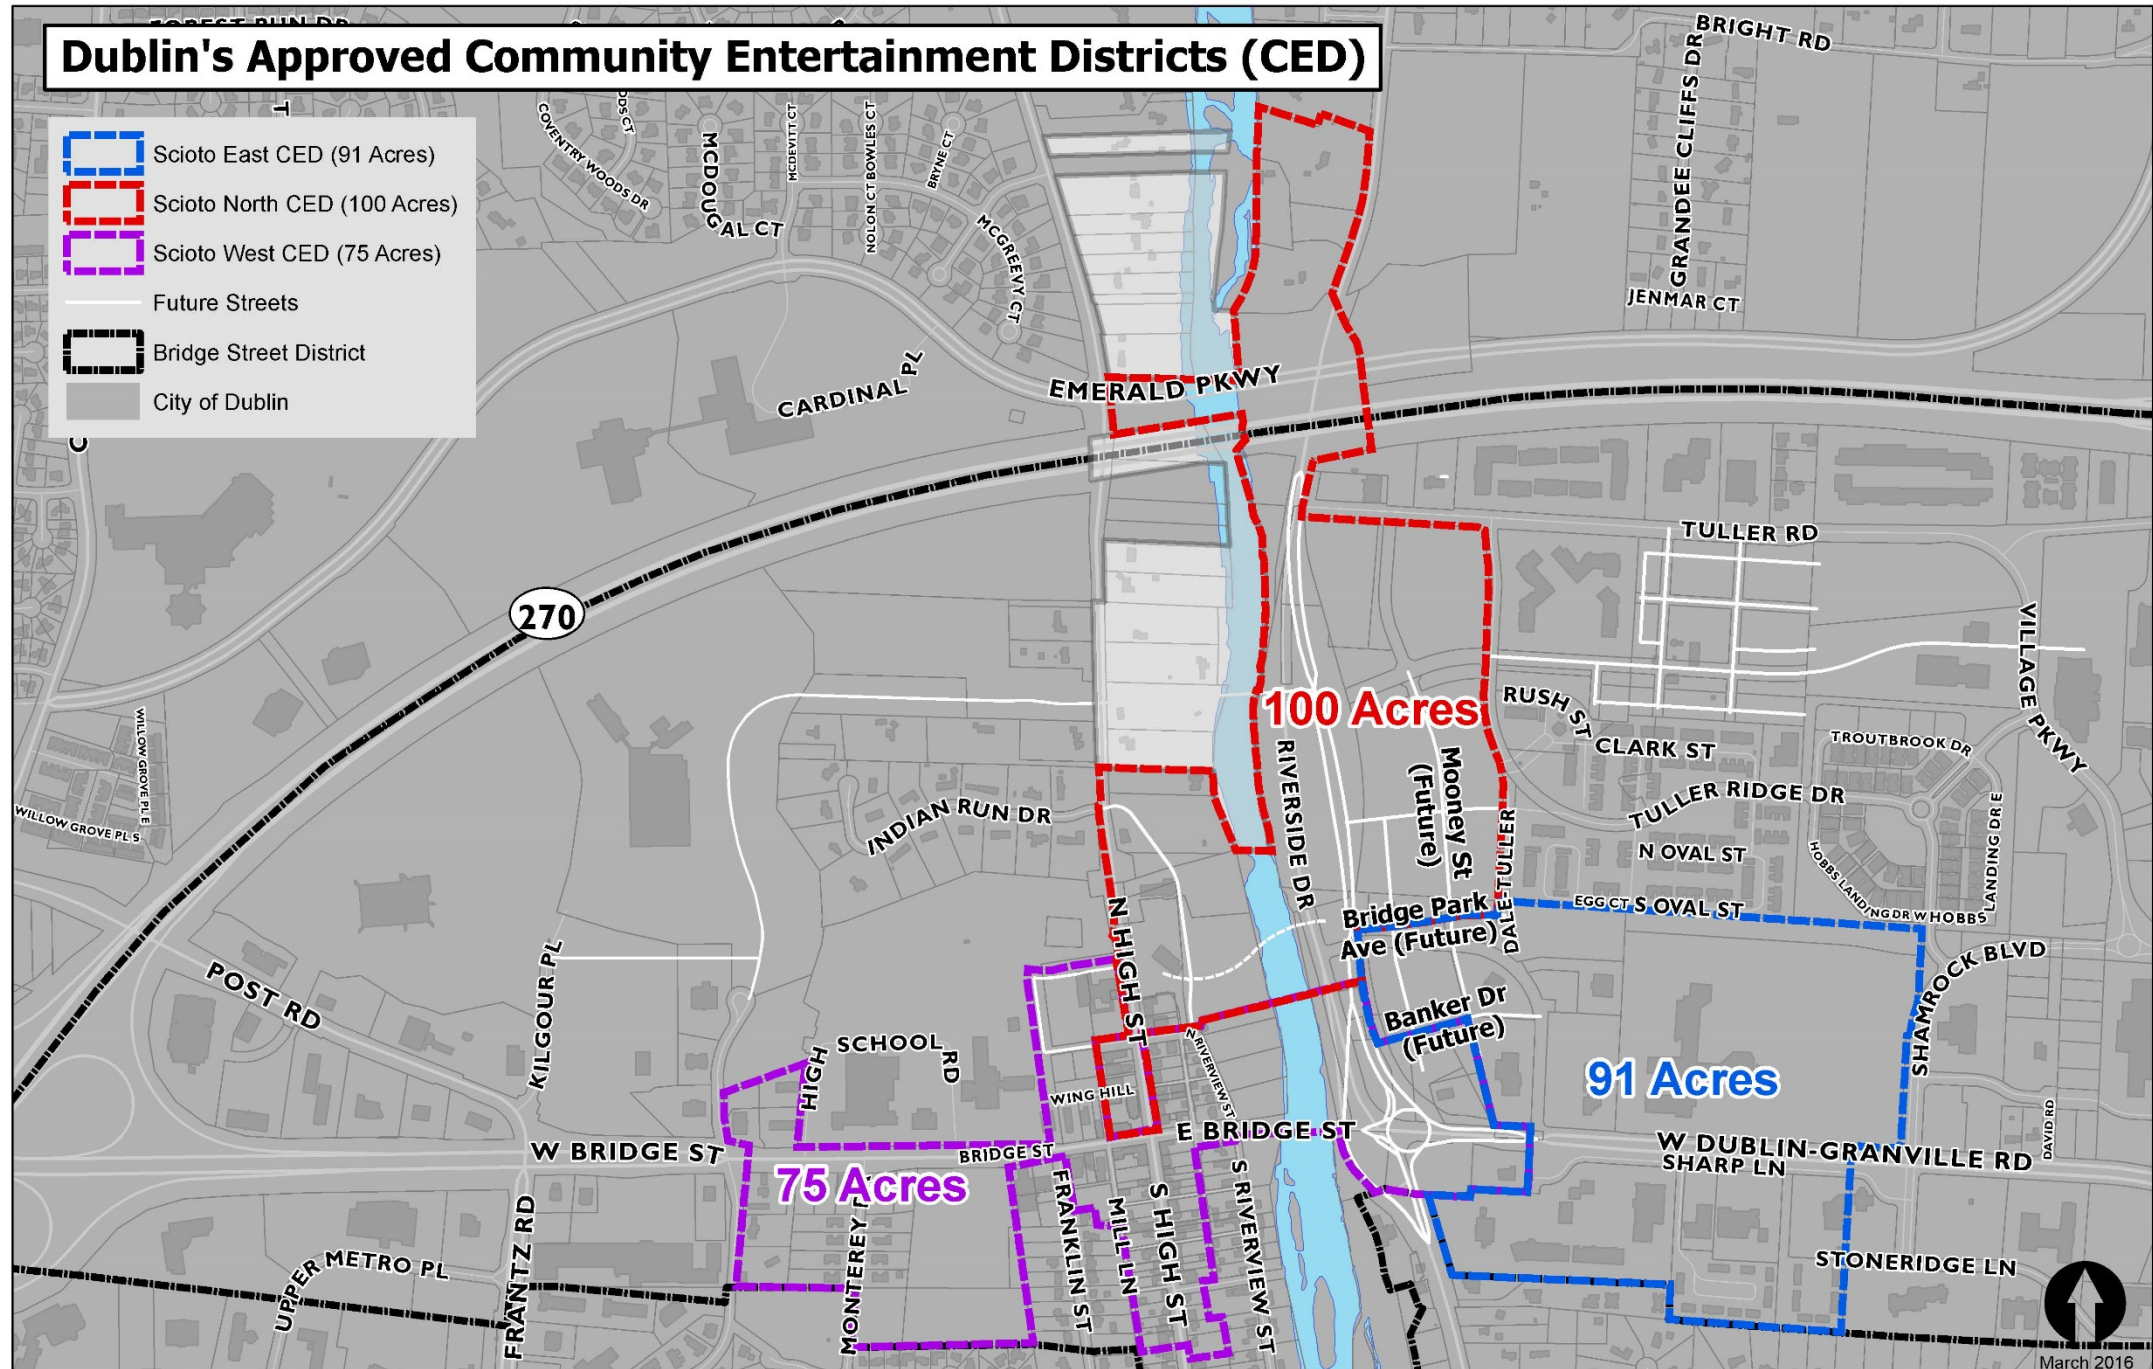 FOREST RUN DR
Dublin's Approved Community Entertainment Districts (CED)
BRIGHT RD
Scioto East CED (91 Acres)
Scioto North CED (100 Acres)
Scioto West CED (75 Acres)
Future Streets
Bridge Street District
City of Dublin
COVENTRY WOODS DR
MCDOUGAL CT
MCDEVITT CT
NOLON CT
BOWLES CT
BRYNE CT
MCGREEVY CT
GRANDEE CLIFFS DR
JENMAR CT
CARDINAL PL
EMERALD PKWY
270
TULLER RD
VILLAGE PKWY
100 Acres
RUSH ST
CLARK ST
TROUTBROOK DR
TULLER RIDGE DR
N OVAL ST
EGG CT
S OVAL ST
HOBBS LANDING DR W
HOBBS LANDING DR E
WILLOW GROVE PL E
WILLOW GROVE PL S
INDIAN RUN DR
RIVERSIDE DR
Mooney St
(Future)
DALE-TULLER
Bridge Park
Ave (Future)
N HIGH ST
SHAMROCK BLVD
POST RD
KILGOUR PL
Banker Dr
(Future)
SCHOOL RD
HIGH
WING HILL
N RIVERVIEW ST
91 Acres
W BRIDGE ST
BRIDGE ST
E BRIDGE ST
W DUBLIN-GRANVILLE RD
SHARP LN
DAVID RD
75 Acres
FRANTZ RD
UPPER METRO PL
MONTEREY
FRANKLIN ST
MILL LN
S HIGH ST
S RIVERVIEW ST
STONERIDGE LN
March 2016